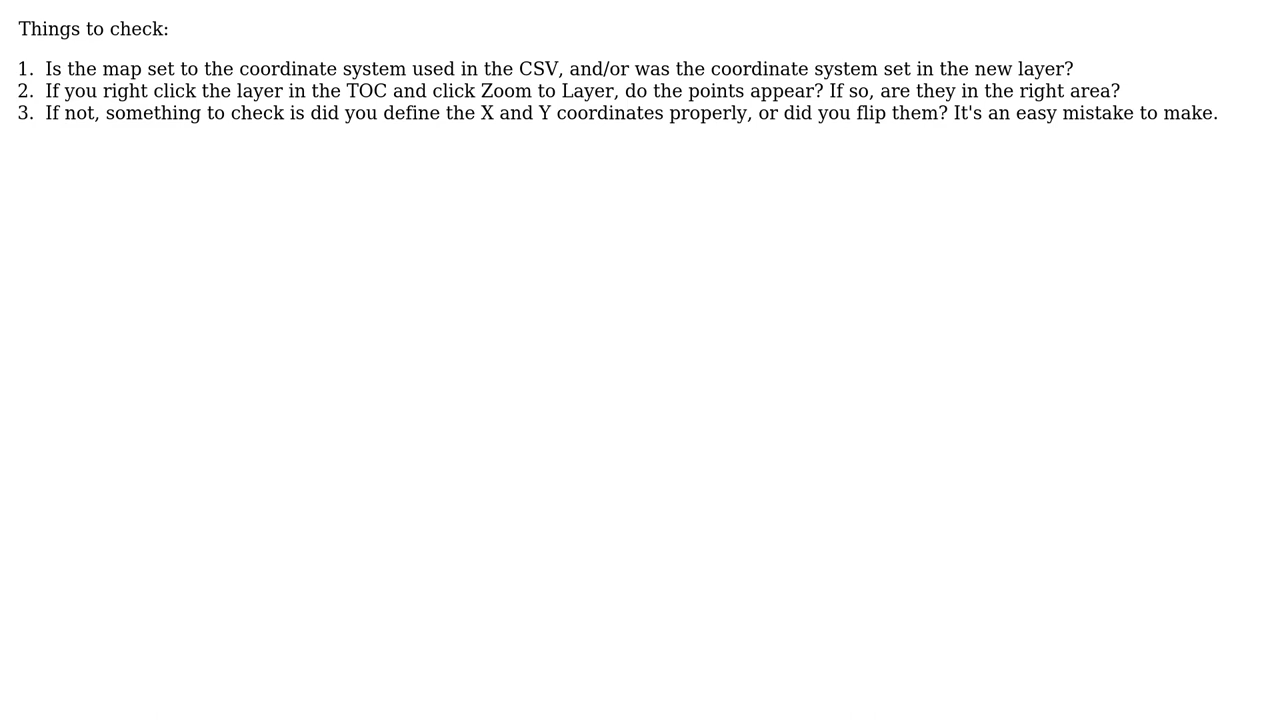 Things to check:
1. Is the map set to the coordinate system used in the CSV, and/or was the coordinate system set in the new layer?
2. If you right click the layer in the TOC and click Zoom to Layer, do the points appear? If so, are they in the right area?
3. If not, something to check is did you define the X and Y coordinates properly, or did you flip them? It's an easy mistake to make.